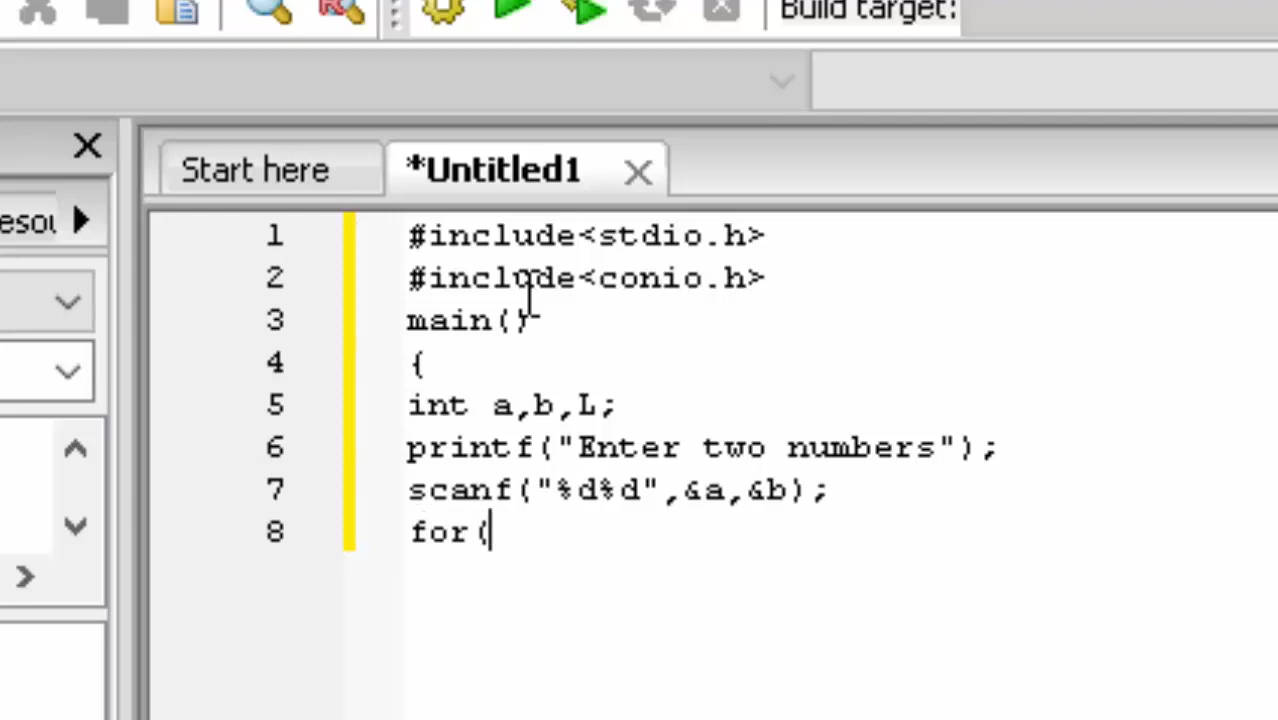 Build target:
Start here
*Untitled1
esou
1 #include<stdio.h>
2 #include<conio.h>
3 main()
4 {
5 int a,b,L;
6 printf("Enter two numbers");
7 scanf("%d%d",&a,&b);
8 for(